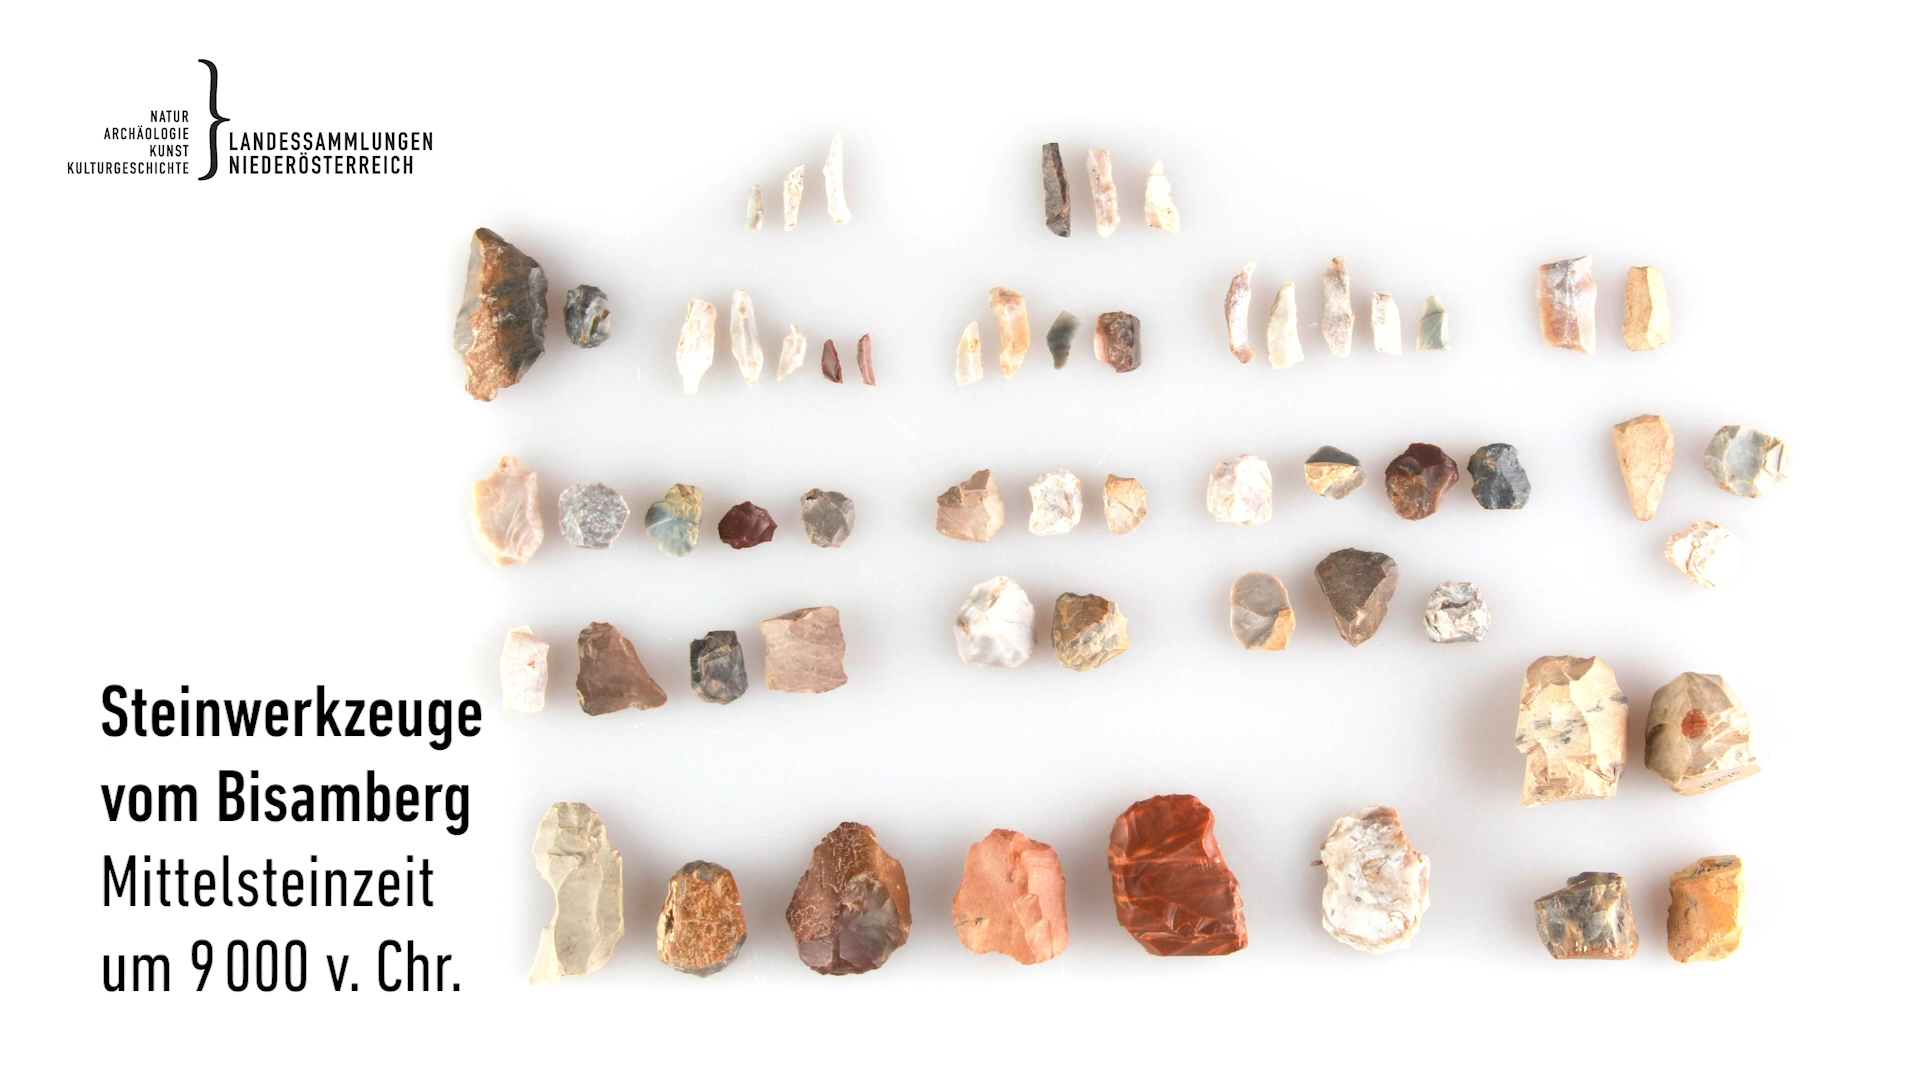 NATUR
ARCHÄOLOGIE
KUNST
KULTURGESCHICHTE
LANDESSAMMLUNGEN
NIEDERÖSTERREICH
Steinwerkzeuge
vom Bisamberg
Mittelsteinzeit
um 9 000 v. Chr.